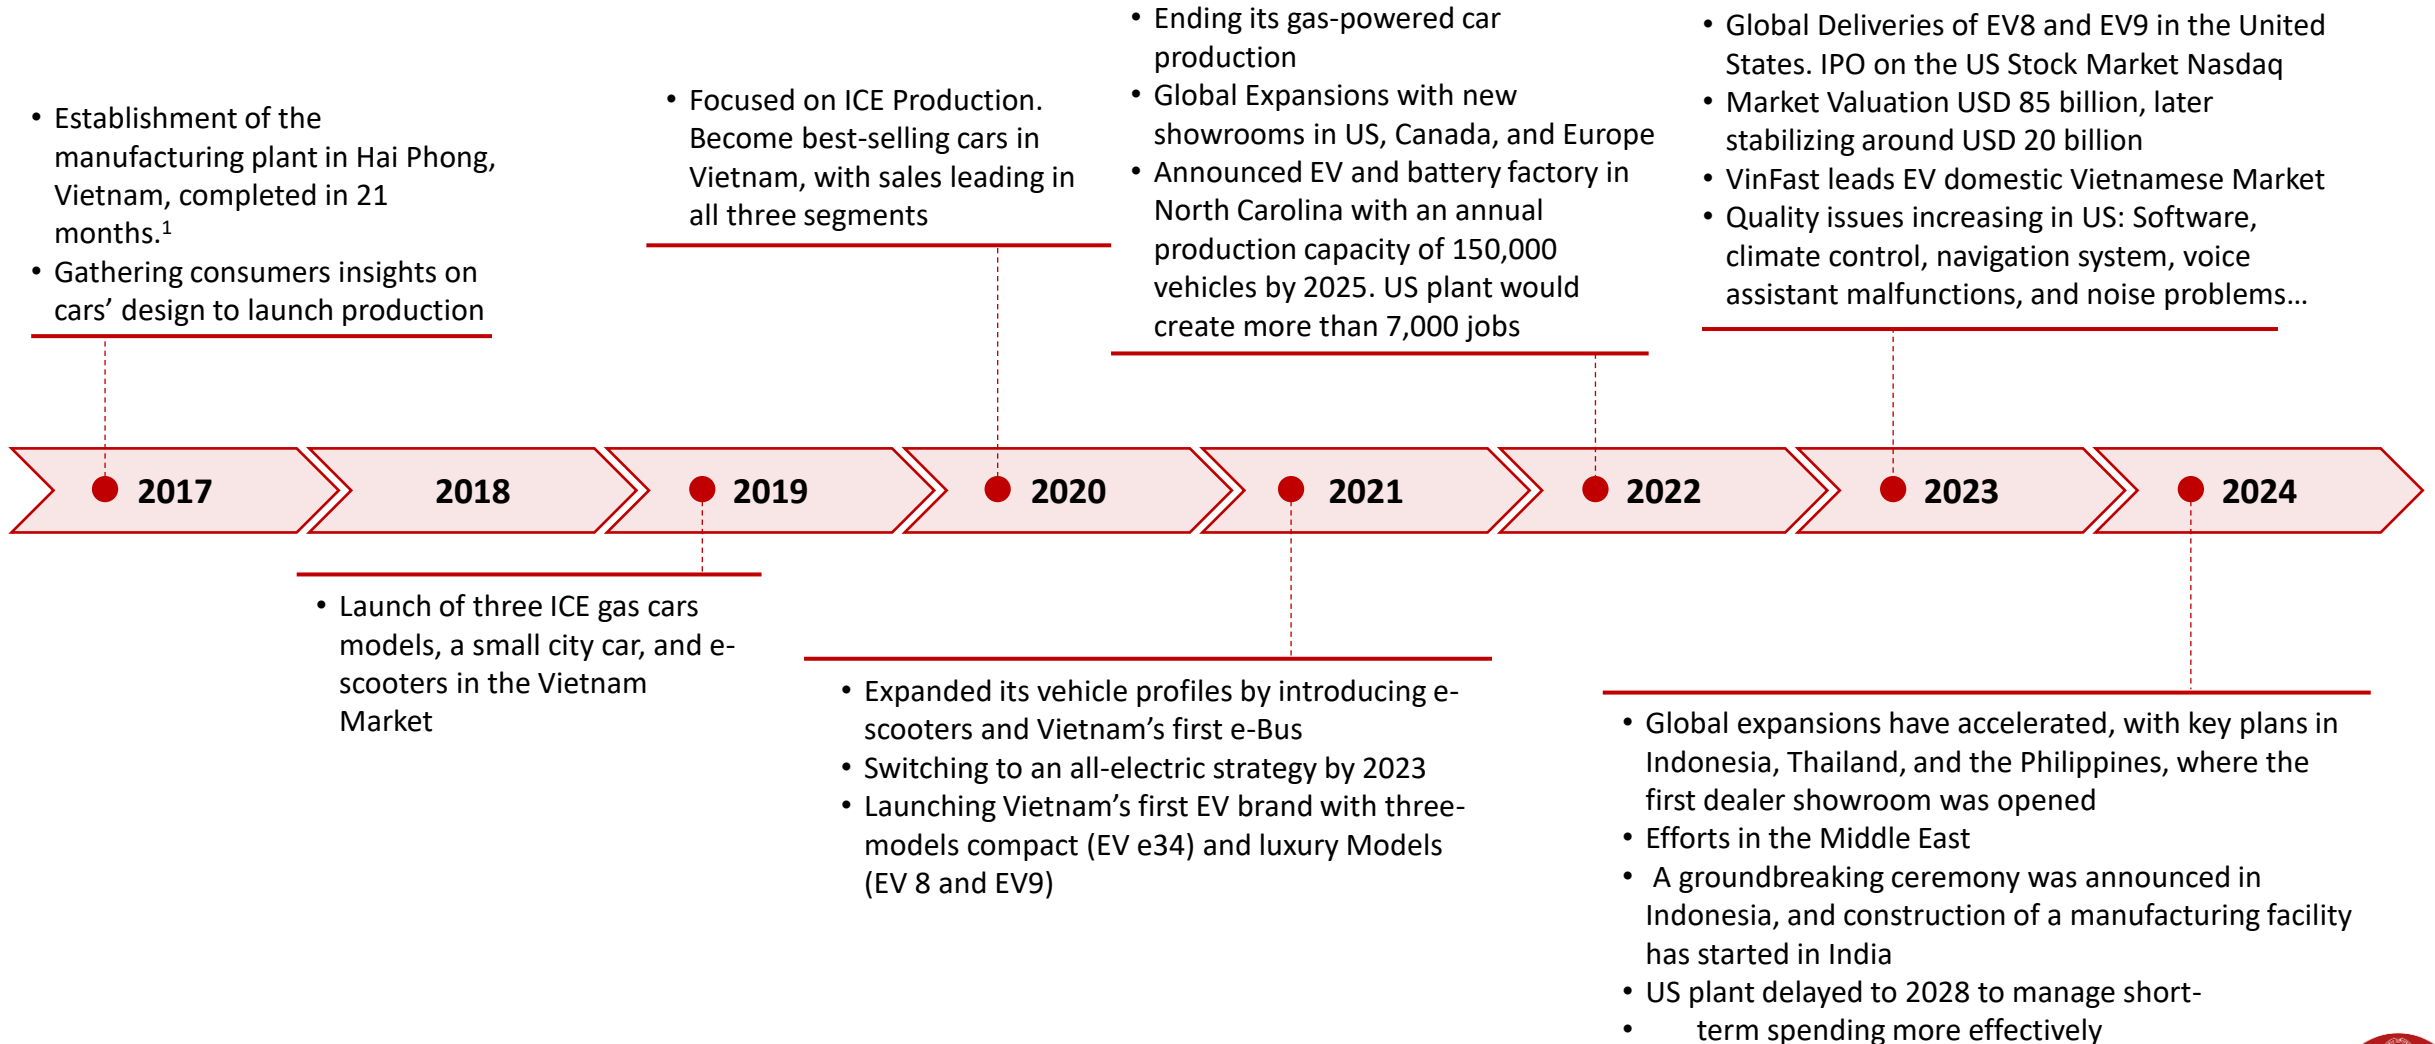 • Establishment of the
manufacturing plant in Hai Phong,
Vietnam, completed in 21
months.¹
• Gathering consumers insights on
cars’ design to launch production
• Focused on ICE Production.
Become best-selling cars in
Vietnam, with sales leading in
all three segments
• Ending its gas-powered car
production
• Global Expansions with new
showrooms in US, Canada, and Europe
• Announced EV and battery factory in
North Carolina with an annual
production capacity of 150,000
vehicles by 2025. US plant would
create more than 7,000 jobs
• Global Deliveries of EV8 and EV9 in the United
States. IPO on the US Stock Market Nasdaq
• Market Valuation USD 85 billion, later
stabilizing around USD 20 billion
• VinFast leads EV domestic Vietnamese Market
• Quality issues increasing in US: Software,
climate control, navigation system, voice
assistant malfunctions, and noise problems…
2017
2018
2019
2020
2021
2022
2023
2024
• Launch of three ICE gas cars
models, a small city car, and e-
scooters in the Vietnam
Market
• Expanded its vehicle profiles by introducing e-
scooters and Vietnam’s first e-Bus
• Switching to an all-electric strategy by 2023
• Launching Vietnam’s first EV brand with three-
models compact (EV e34) and luxury Models
(EV 8 and EV9)
• Global expansions have accelerated, with key plans in
Indonesia, Thailand, and the Philippines, where the
first dealer showroom was opened
• Efforts in the Middle East
• A groundbreaking ceremony was announced in
Indonesia, and construction of a manufacturing facility
has started in India
• US plant delayed to 2028 to manage short-
• term spending more effectively